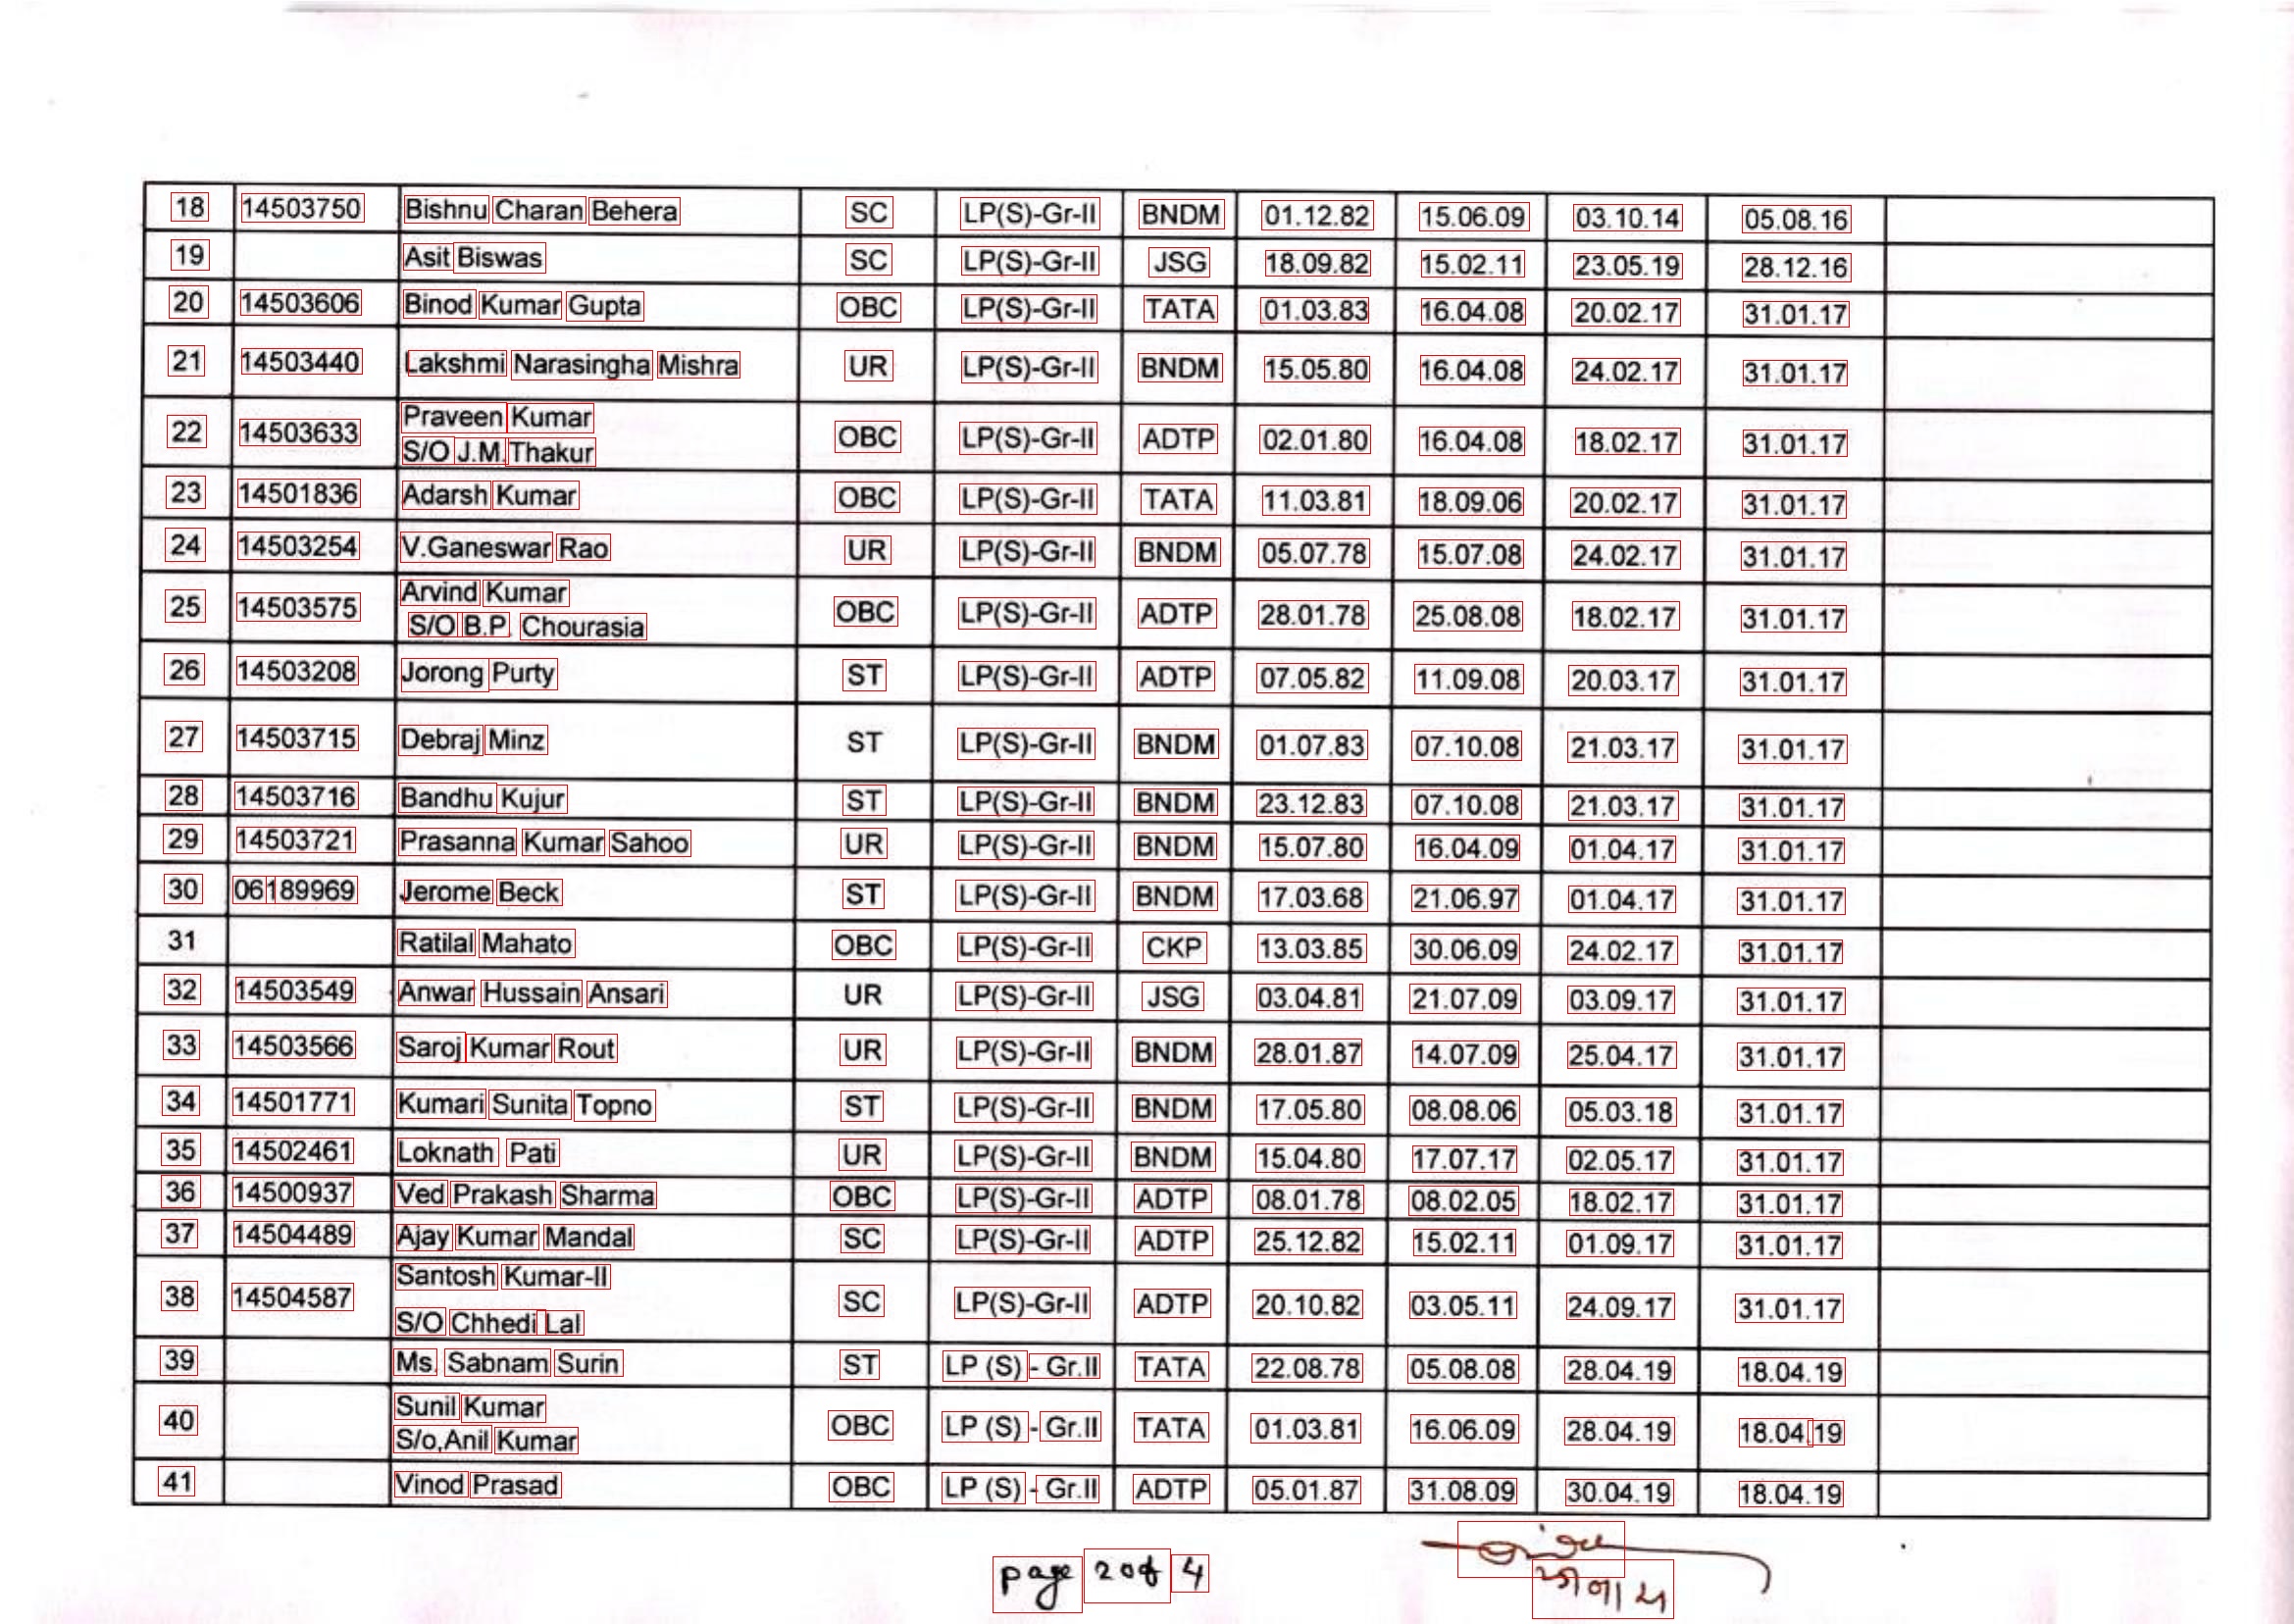 18 14503750 Bishnu Charan Behera SC LP(S)-Gr-II BNDM 01.12.82 15.06.09 03.10.14 05.08.16
19 Asit Biswas SC LP(S)-Gr-II JSG 18.09.82 15.02.11 23.05.19 28.12.16
20 14503606 Binod Kumar Gupta OBC LP(S)-Gr-II TATA 01.03.83 16.04.08 20.02.17 31.01.17
21 14503440 Lakshmi Narasingha Mishra UR LP(S)-Gr-II BNDM 15.05.80 16.04.08 24.02.17 31.01.17
22 14503633 Praveen Kumar OBC LP(S)-Gr-II ADTP 02.01.80 16.04.08 18.02.17 31.01.17
S/O J.M.Thakur
23 14501836 Adarsh Kumar OBC LP(S)-Gr-II TATA 11.03.81 18.09.06 20.02.17 31.01.17
24 14503254 V.Ganeswar Rao UR LP(S)-Gr-II BNDM 05.07.78 15.07.08 24.02.17 31.01.17
25 14503575 Arvind Kumar OBC LP(S)-Gr-II ADTP 28.01.78 25.08.08 18.02.17 31.01.17
S/O B.P. Chourasia
26 14503208 Jorong Purty ST LP(S)-Gr-II ADTP 07.05.82 11.09.08 20.03.17 31.01.17
27 14503715 Debraj Minz ST LP(S)-Gr-II BNDM 01.07.83 07.10.08 21.03.17 31.01.17
28 14503716 Bandhu Kujur ST LP(S)-Gr-II BNDM 23.12.83 07.10.08 21.03.17 31.01.17
29 14503721 Prasanna Kumar Sahoo UR LP(S)-Gr-II BNDM 15.07.80 16.04.09 01.04.17 31.01.17
30 06189969 Jerome Beck ST LP(S)-Gr-II BNDM 17.03.68 21.06.97 01.04.17 31.01.17
31 Ratilal Mahato OBC LP(S)-Gr-II CKP 13.03.85 30.06.09 24.02.17 31.01.17
32 14503549 Anwar Hussain Ansari UR LP(S)-Gr-II JSG 03.04.81 21.07.09 03.09.17 31.01.17
33 14503566 Saroj Kumar Rout UR LP(S)-Gr-II BNDM 28.01.87 14.07.09 25.04.17 31.01.17
34 14501771 Kumari Sunita Topno ST LP(S)-Gr-II BNDM 17.05.80 08.08.06 05.03.18 31.01.17
35 14502461 Loknath Pati UR LP(S)-Gr-II BNDM 15.04.80 17.07.17 02.05.17 31.01.17
36 14500937 Ved Prakash Sharma OBC LP(S)-Gr-II ADTP 08.01.78 08.02.05 18.02.17 31.01.17
37 14504489 Ajay Kumar Mandal SC LP(S)-Gr-II ADTP 25.12.82 15.02.11 01.09.17 31.01.17
38 14504587 Santosh Kumar-II SC LP(S)-Gr-II ADTP 20.10.82 03.05.11 24.09.17 31.01.17
S/O Chhedi Lal
39 Ms. Sabnam Surin ST LP (S) - Gr.II TATA 22.08.78 05.08.08 28.04.19 18.04.19
40 Sunil Kumar OBC LP (S) - Gr.II TATA 01.03.81 16.06.09 28.04.19 18.04.19
S/o,Anil Kumar
41 Vinod Prasad OBC LP (S) - Gr.II ADTP 05.01.87 31.08.09 30.04.19 18.04.19
page 2 of 4